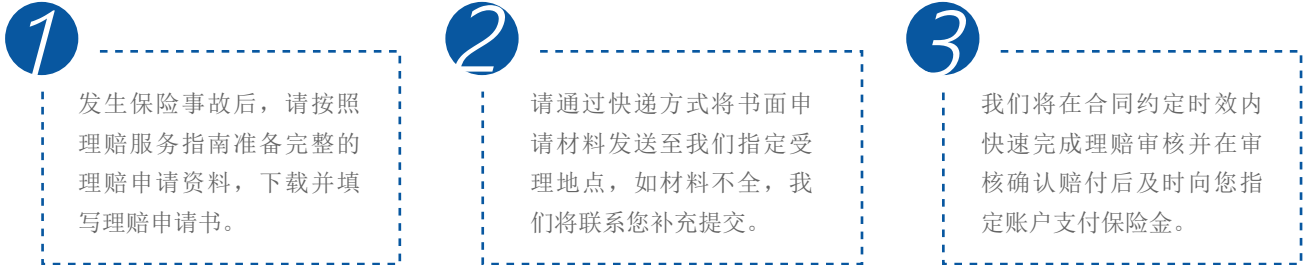 1
发生保险事故后，请按照
理赔服务指南准备完整的
理赔申请资料，下载并填
写理赔申请书。
2
请通过快递方式将书面申
请材料发送至我们指定受
理地点，如材料不全，我
们将联系您补充提交。
3
我们将在合同约定时效内
快速完成理赔审核并在审
核确认赔付后及时向您指
定账户支付保险金。